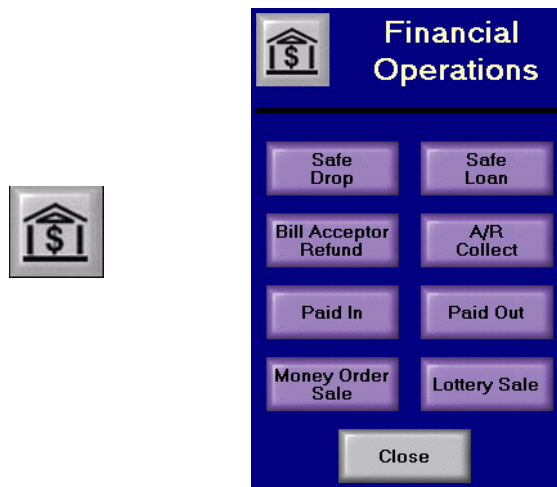 $
Financial
Operations
$
Safe
Drop
Safe
Loan
Bill Acceptor
Refund
A/R
Collect
Paid In
Paid Out
Money Order
Sale
Lottery Sale
Close